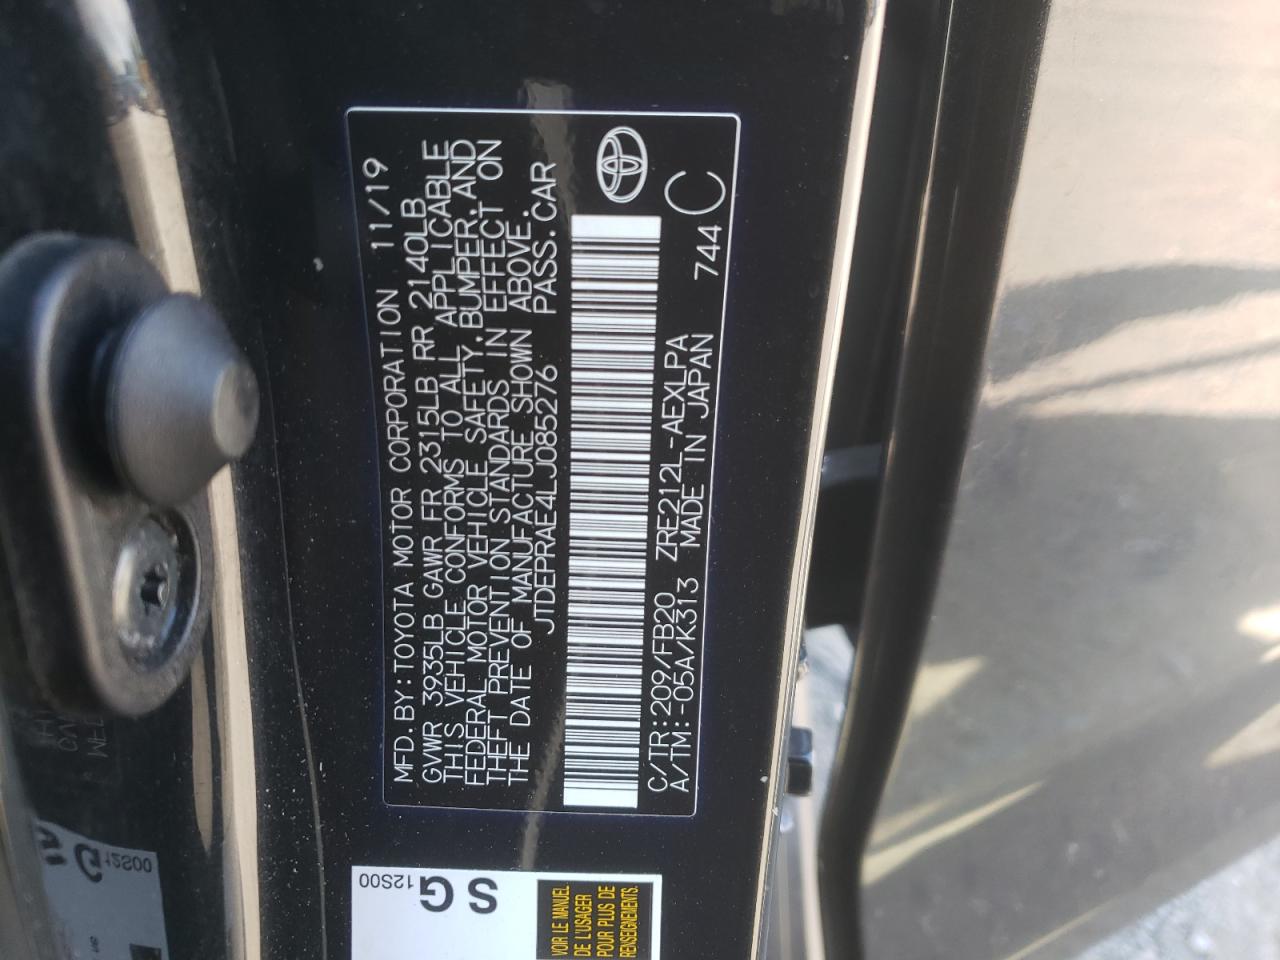 MFD.BY:TOYOTA MOTOR CORPORATION 11/19
GVWR 3935LB GAWR FR 2315LB RR 2140LB
THIS VEHICLE CONFORMS TO ALL APPLICABLE
FEDERAL MOTOR VEHICLE SAFETY,BUMPER,AND
THEFT PREVENTION STANDARDS IN EFFECT ON
THE DATE OF MANUFACTURE SHOWN ABOVE.
JTDEPRAE4LJ085276 PASS.CAR
C/TR:209/FB20 ZRE212L-AEXLPA 744
A/TM:-05A/K313 MADE IN JAPAN C
12S00
S G
VOIR LE MANUEL
DE L'USAGER
POUR PLUS DE
RENSEIGNEMENTS.
G
12S00